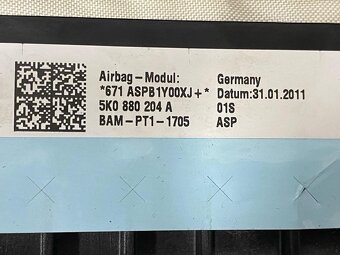 Airbag-Modul: Germany
*671 ASPB1Y00XJ+* Datum:31.01.2011
5K0 880 204 A 01S
BAM-PT1-1705 ASP